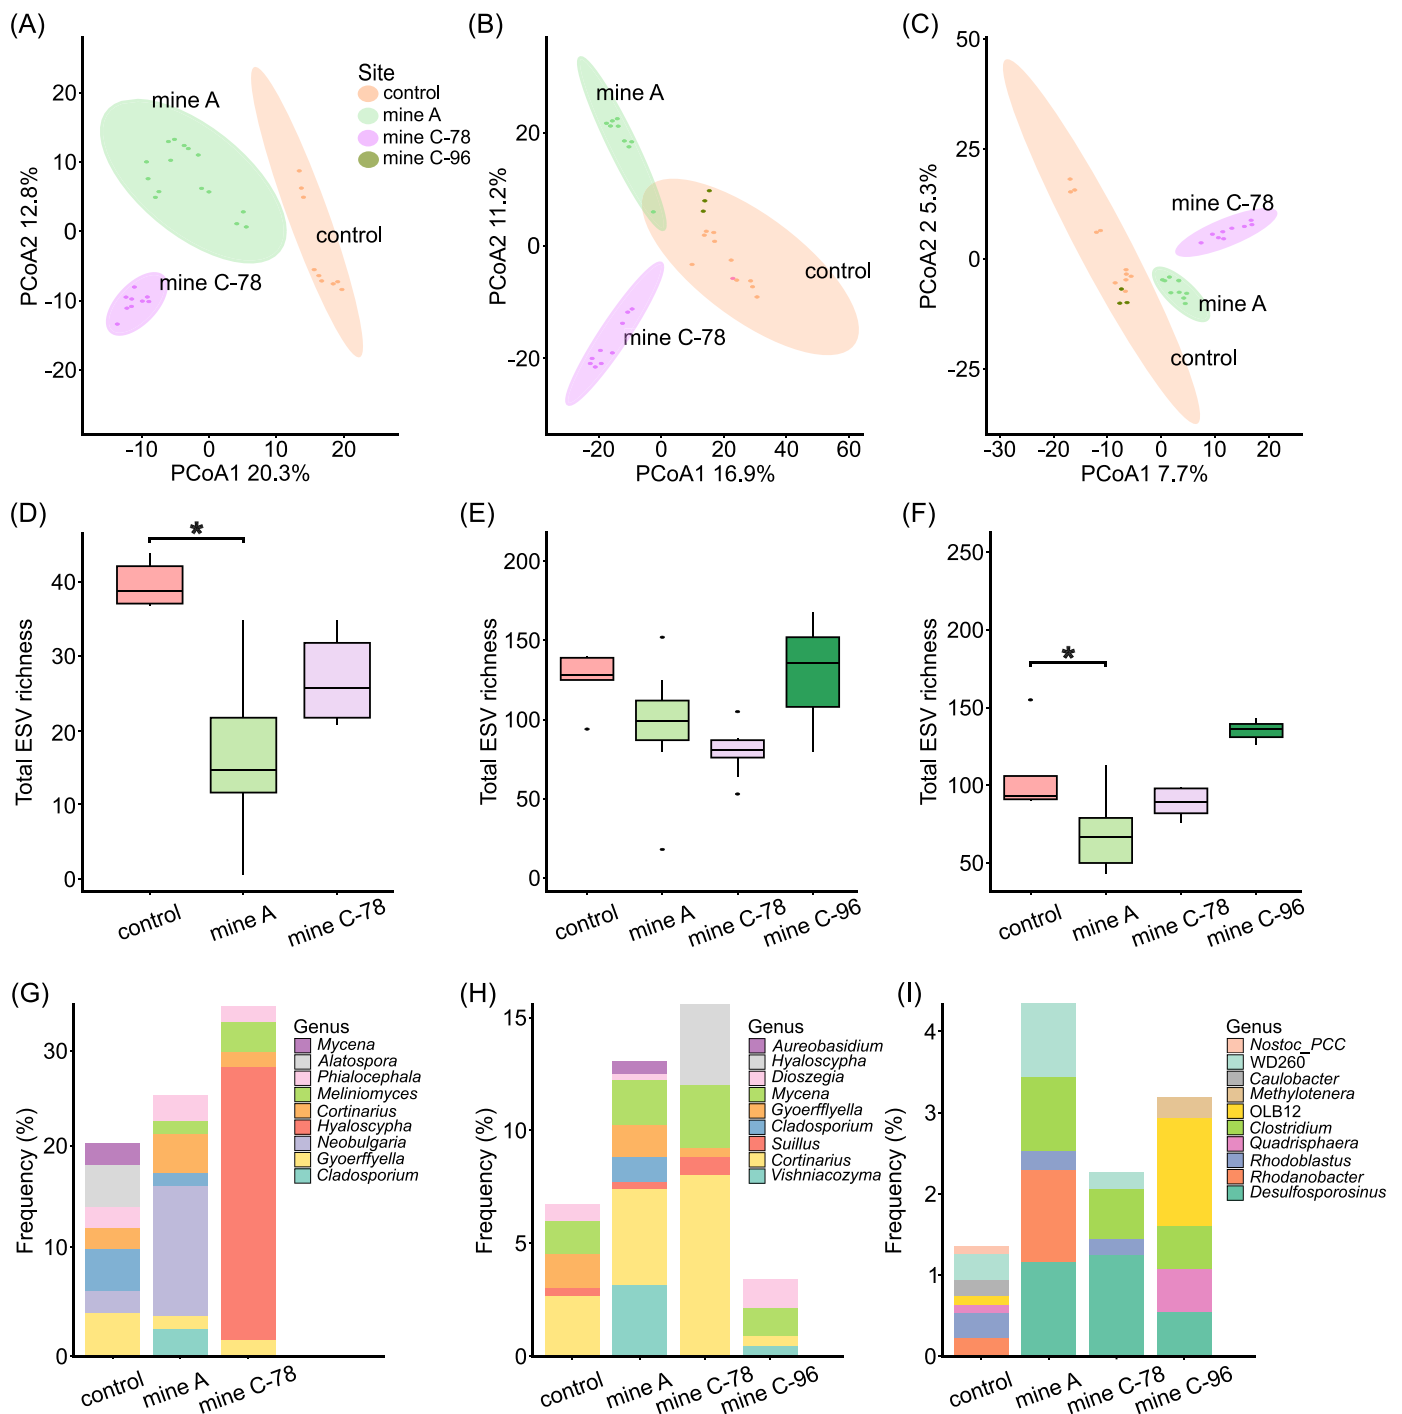 (A)
20
10
0
-10
-20
PCoA2 12.8%
mine A
mine C-78
control
Site
control
mine A
mine C-78
mine C-96
-10
0
10
20
PCoA1 20.3%
(B)
20
0
-20
PCoA2 11.2%
mine A
control
mine C-78
-20
0
20
40
60
PCoA1 16.9%
(C)
50
25
0
-25
PCoA2 2 5.3%
mine C-78
mine A
control
-30
-20
-10
0
10
20
PCoA1 7.7%
(D)
*
40
30
20
10
0
Total ESV richness
control
mine A
mine C-78
(E)
200
150
100
50
0
Total ESV richness
control
mine A
mine C-78
mine C-96
(F)
*
250
200
150
100
50
Total ESV richness
control
mine A
mine C-78
mine C-96
(G)
30
20
10
0
Frequency (%)
Genus
Mycena
Alatospora
Phialocephala
Meliniomyces
Cortinarius
Hyaloscypha
Neobulgaria
Gyoerffyella
Cladosporium
control
mine A
mine C-78
(H)
15
10
5
0
Frequency (%)
Genus
Aureobasidium
Hyaloscypha
Dioszegia
Mycena
Gyoerfflyella
Cladosporium
Suillus
Cortinarius
Vishniacozyma
control
mine A
mine C-78
mine C-96
(I)
4
3
2
1
0
Frequency (%)
Genus
Nostoc_PCC
WD260
Caulobacter
Methylotenera
OLB12
Clostridium
Quadrisphaera
Rhodoblastus
Rhodanobacter
Desulfosporosinus
control
mine A
mine C-78
mine C-96